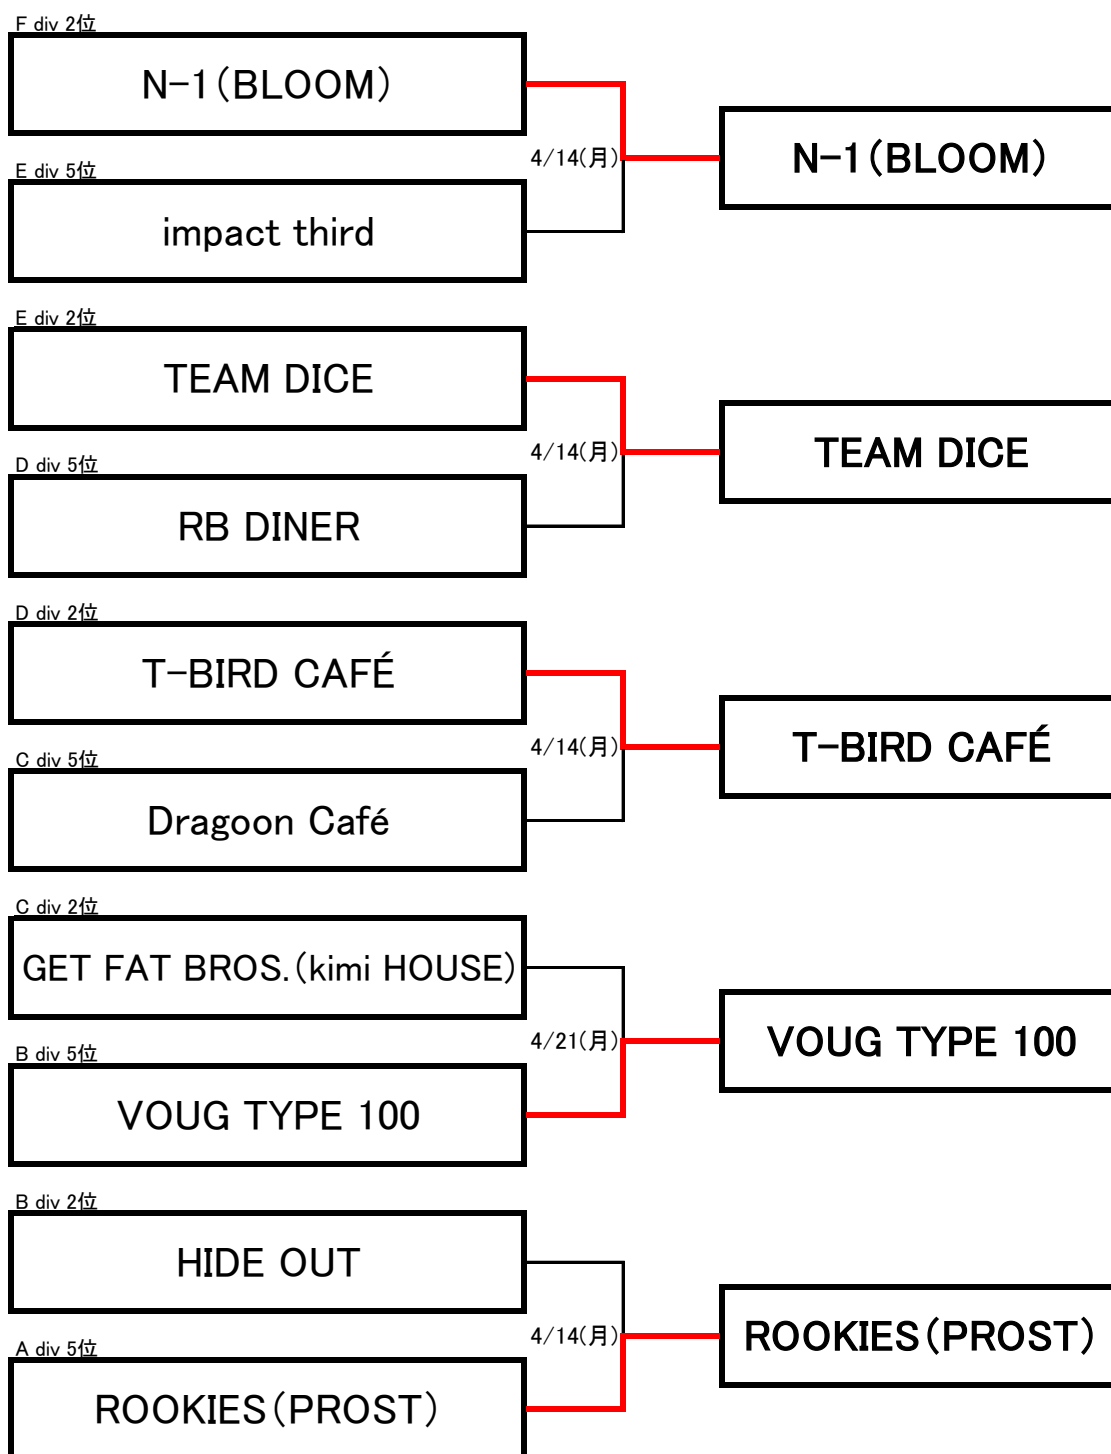 F div 2位
N-1(BLOOM)
4/14(月)
N-1(BLOOM)
E div 5位
impact third
E div 2位
TEAM DICE
4/14(月)
TEAM DICE
D div 5位
RB DINER
D div 2位
T-BIRD CAFÉ
4/14(月)
T-BIRD CAFÉ
C div 5位
Dragoon Café
C div 2位
GET FAT BROS.(kimi HOUSE)
4/21(月)
VOUG TYPE 100
B div 5位
VOUG TYPE 100
B div 2位
HIDE OUT
4/14(月)
ROOKIES(PROST)
A div 5位
ROOKIES(PROST)